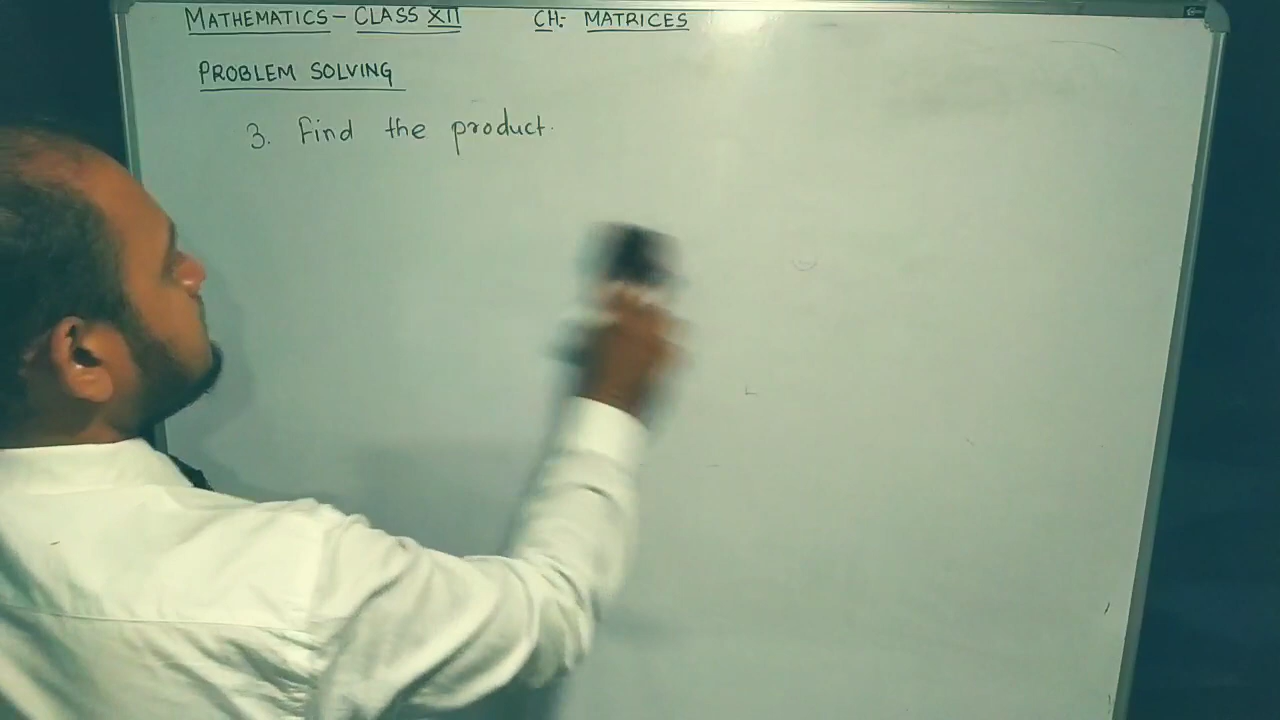 MATHEMATICS - CLASS XII CH: MATRICES
PROBLEM SOLVING
3. Find the product.